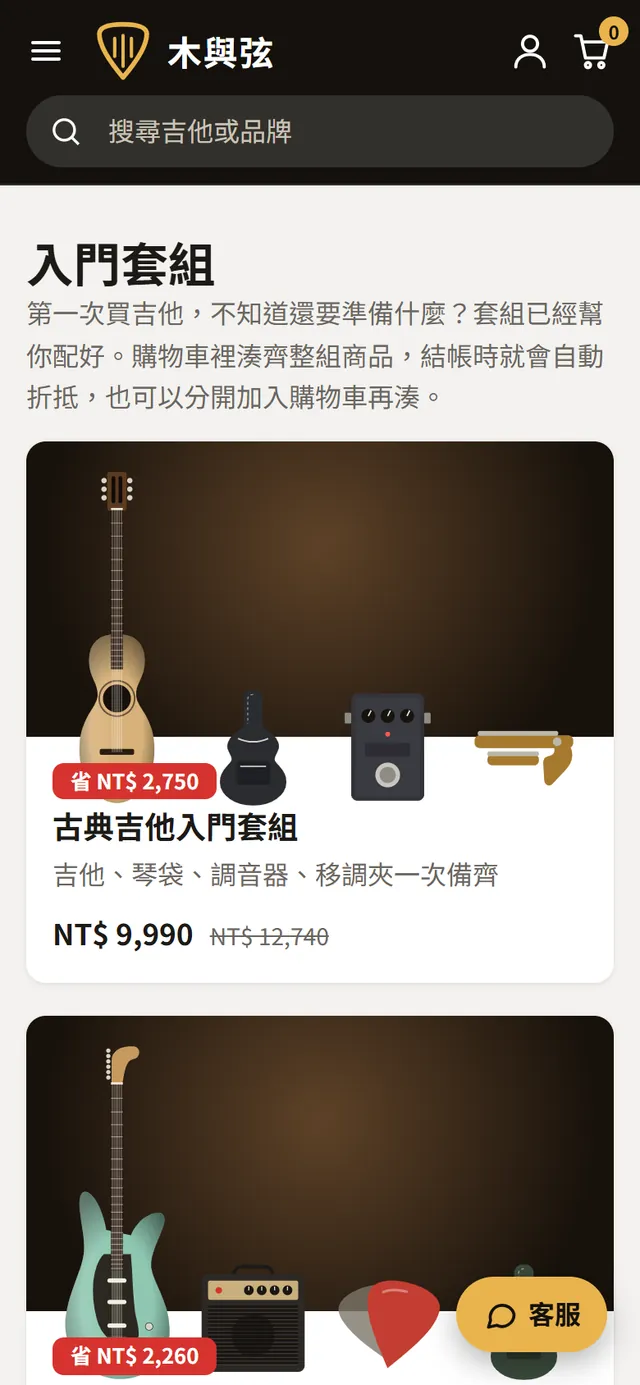 木與弦
0
搜尋吉他或品牌
入門套組
第一次買吉他，不知道還要準備什麼？套組已經幫
你配好。購物車裡湊齊整組商品，結帳時就會自動
折抵，也可以分開加入購物車再湊。
省 NT$ 2,750
古典吉他入門套組
吉他、琴袋、調音器、移調夾一次備齊
NT$ 9,990 NT$ 12,740
客服
省 NT$ 2,260